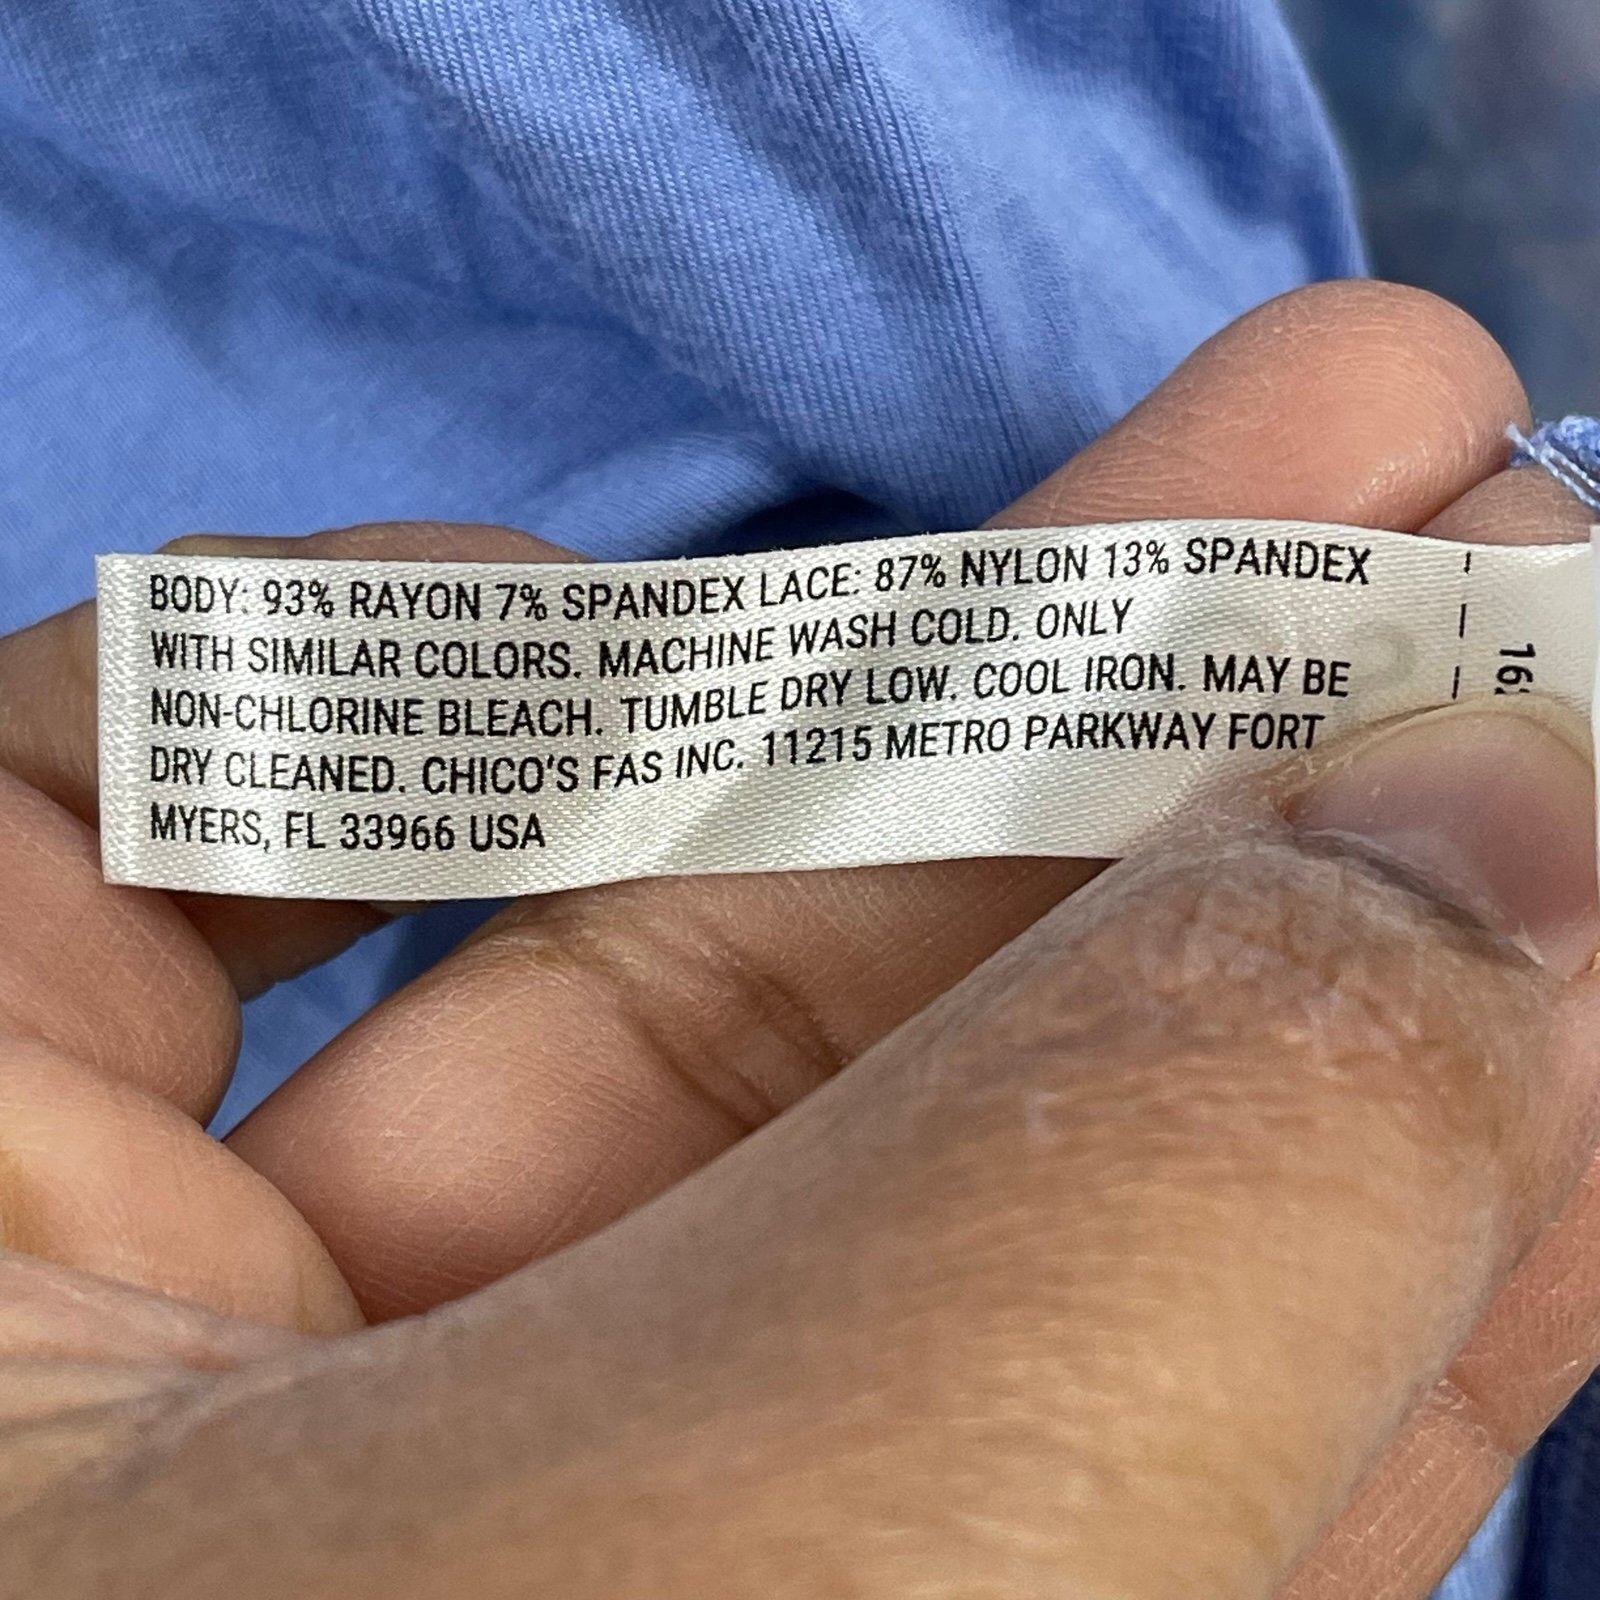 BODY: 93% RAYON 7% SPANDEX LACE: 87% NYLON 13% SPANDEX
WITH SIMILAR COLORS. MACHINE WASH COLD. ONLY
NON-CHLORINE BLEACH. TUMBLE DRY LOW. COOL IRON. MAY BE
DRY CLEANED. CHICO'S FAS INC. 11215 METRO PARKWAY FORT
MYERS, FL 33966 USA